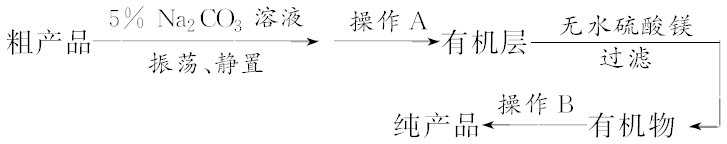 粗产品 5% Na₂CO₃ 溶液 振荡、静置 操作 A 有机层 无水硫酸镁 过滤
纯产品 操作 B 有机物